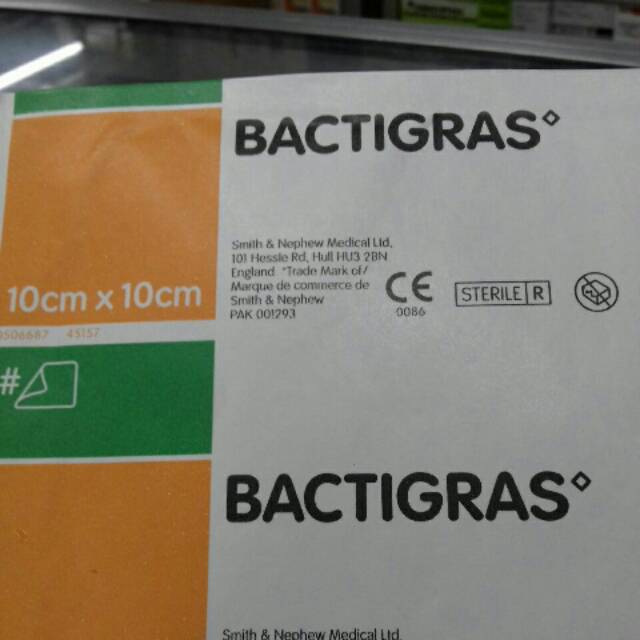 BACTIGRAS
Smith & Nephew Medical Ltd,
101 Hessle Rd, Hull HU3 2BN
England *Trade Mark of/
Marque de commerce de
Smith & Nephew
PAK 001293
CE
0086
STERILE R
10cm x 10cm
45157
#
BACTIGRAS
Smith & Nephew Medical Ltd,